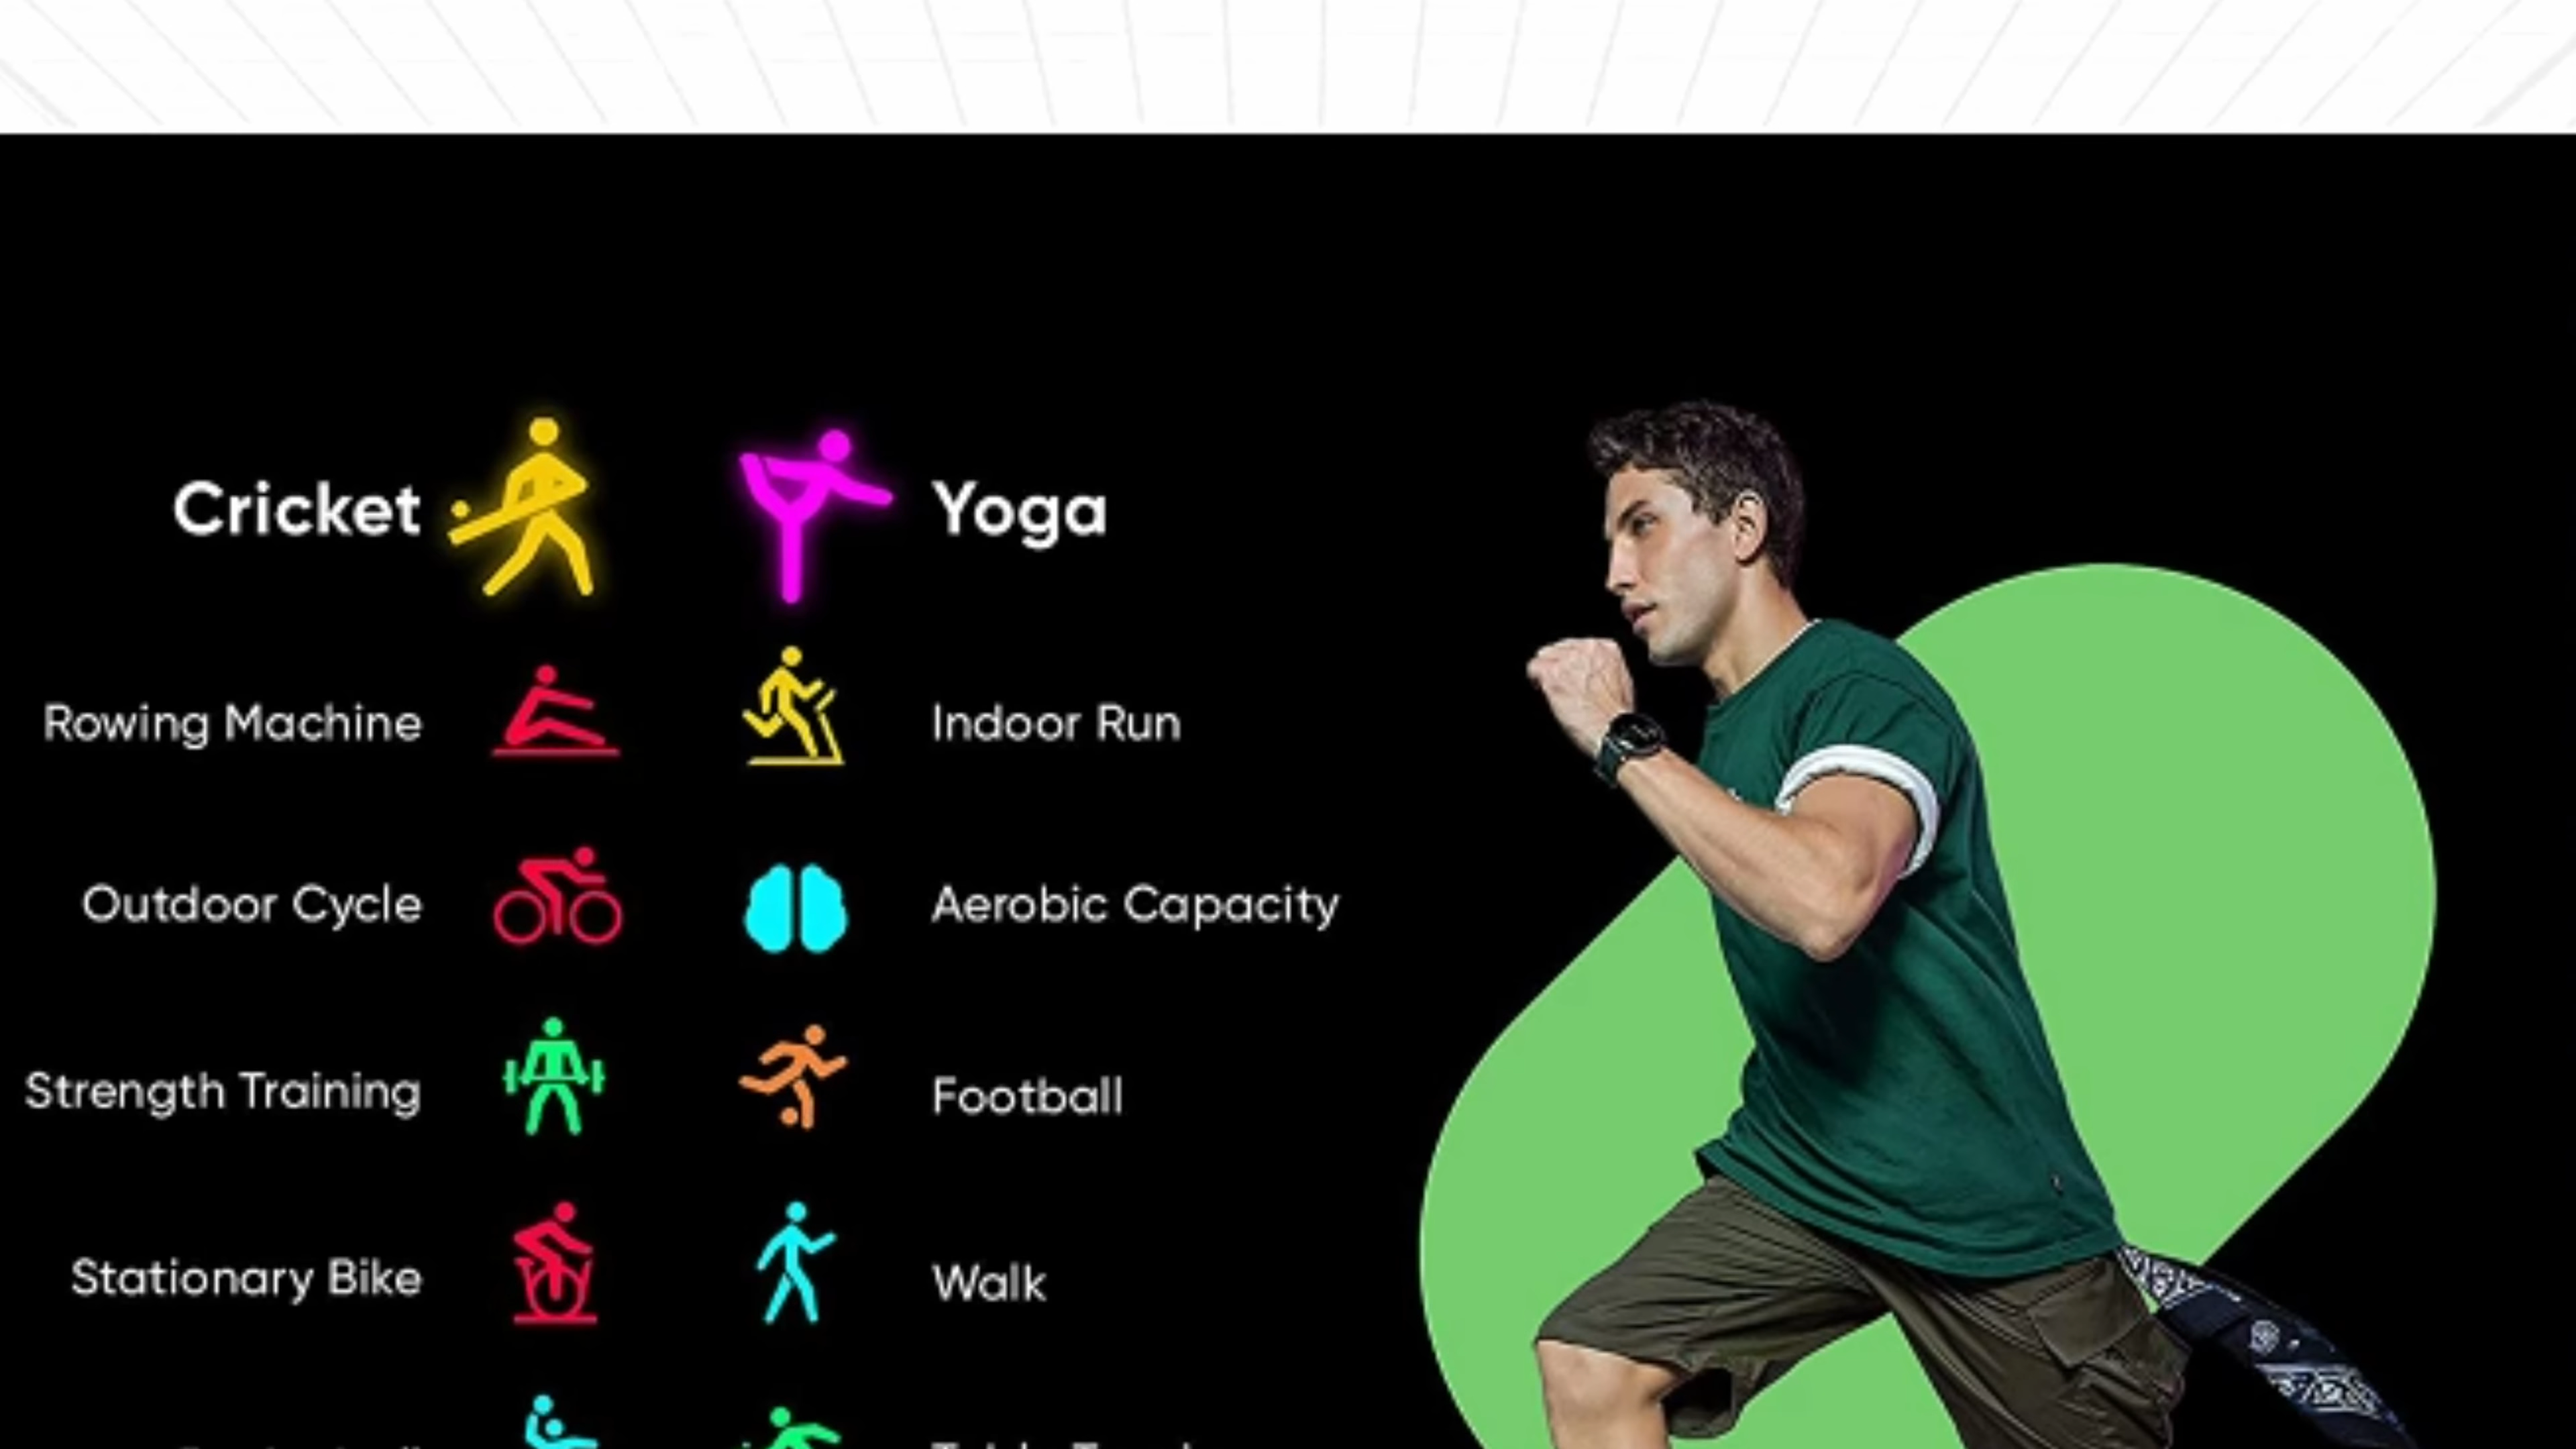 Cricket
Yoga
Rowing Machine
Indoor Run
Outdoor Cycle
Aerobic Capacity
Strength Training
Football
Stationary Bike
Walk